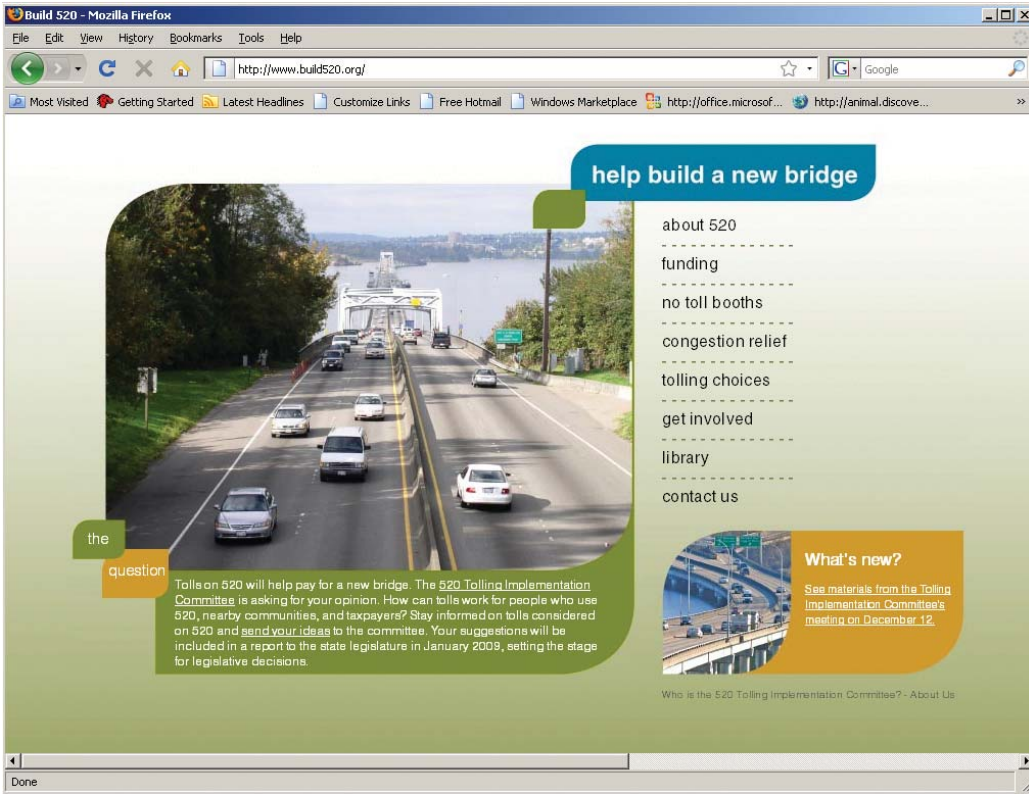 Build 520 - Mozilla Firefox
File Edit View History Bookmarks Tools Help
http://www.build520.org/
G Google
Most Visited Getting Started Latest Headlines Customize Links Free Hotmail Windows Marketplace http://office.microsof... http://animal.discove... »
help build a new bridge
about 520
funding
no toll booths
congestion relief
tolling choices
get involved
library
contact us
the
question
Tolls on 520 will help pay for a new bridge. The 520 Tolling Implementation
Committee is asking for your opinion. How can tolls work for people who use
520, nearby communities, and taxpayers? Stay informed on tolls considered
on 520 and send your ideas to the committee. Your suggestions will be
included in a report to the state legislature in January 2009, setting the stage
for legislative decisions.
What's new?
See materials from the Tolling
Implementation Committee's
meeting on December 12.
Who is the 520 Tolling Implementation Committee? - About Us
Done